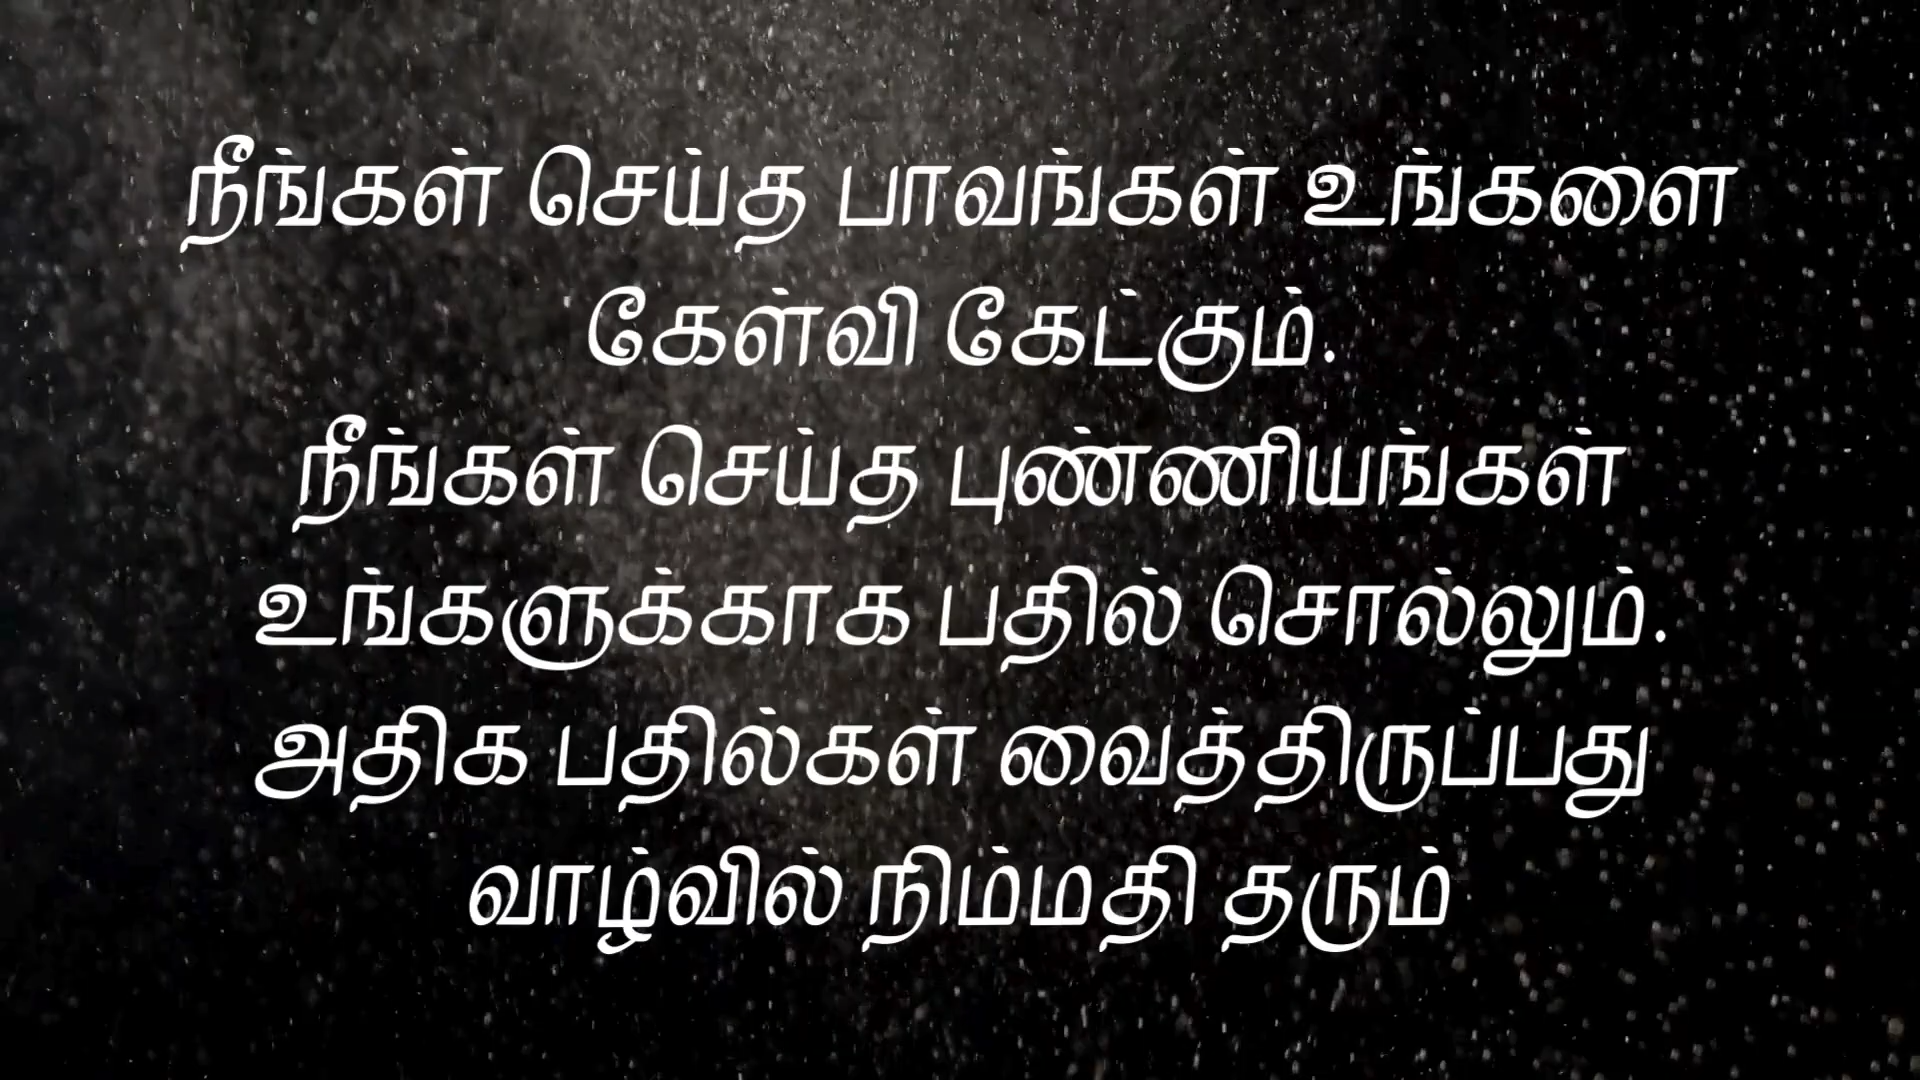 நீங்கள் செய்த பாவங்கள் உங்களை
கேள்வி கேட்கும்.
நீங்கள் செய்த புண்ணியங்கள்
உங்களுக்காக பதில் சொல்லும்.
அதிக பதில்கள் வைத்திருப்பது
வாழ்வில் நிம்மதி தரும்